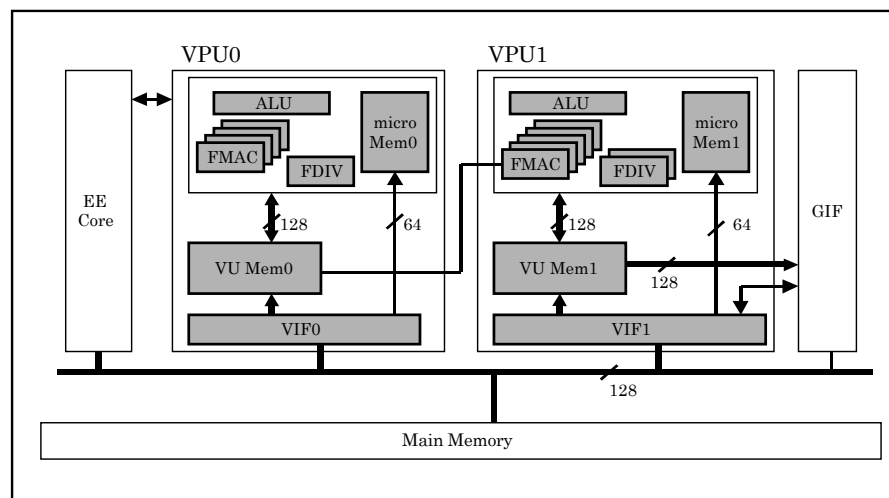 VPU0
VPU1
EE
Core
ALU
micro
Mem0
FMAC
FDIV
128
64
VU Mem0
VIF0
ALU
micro
Mem1
FMAC
FDIV
128
64
VU Mem1
128
VIF1
GIF
128
Main Memory